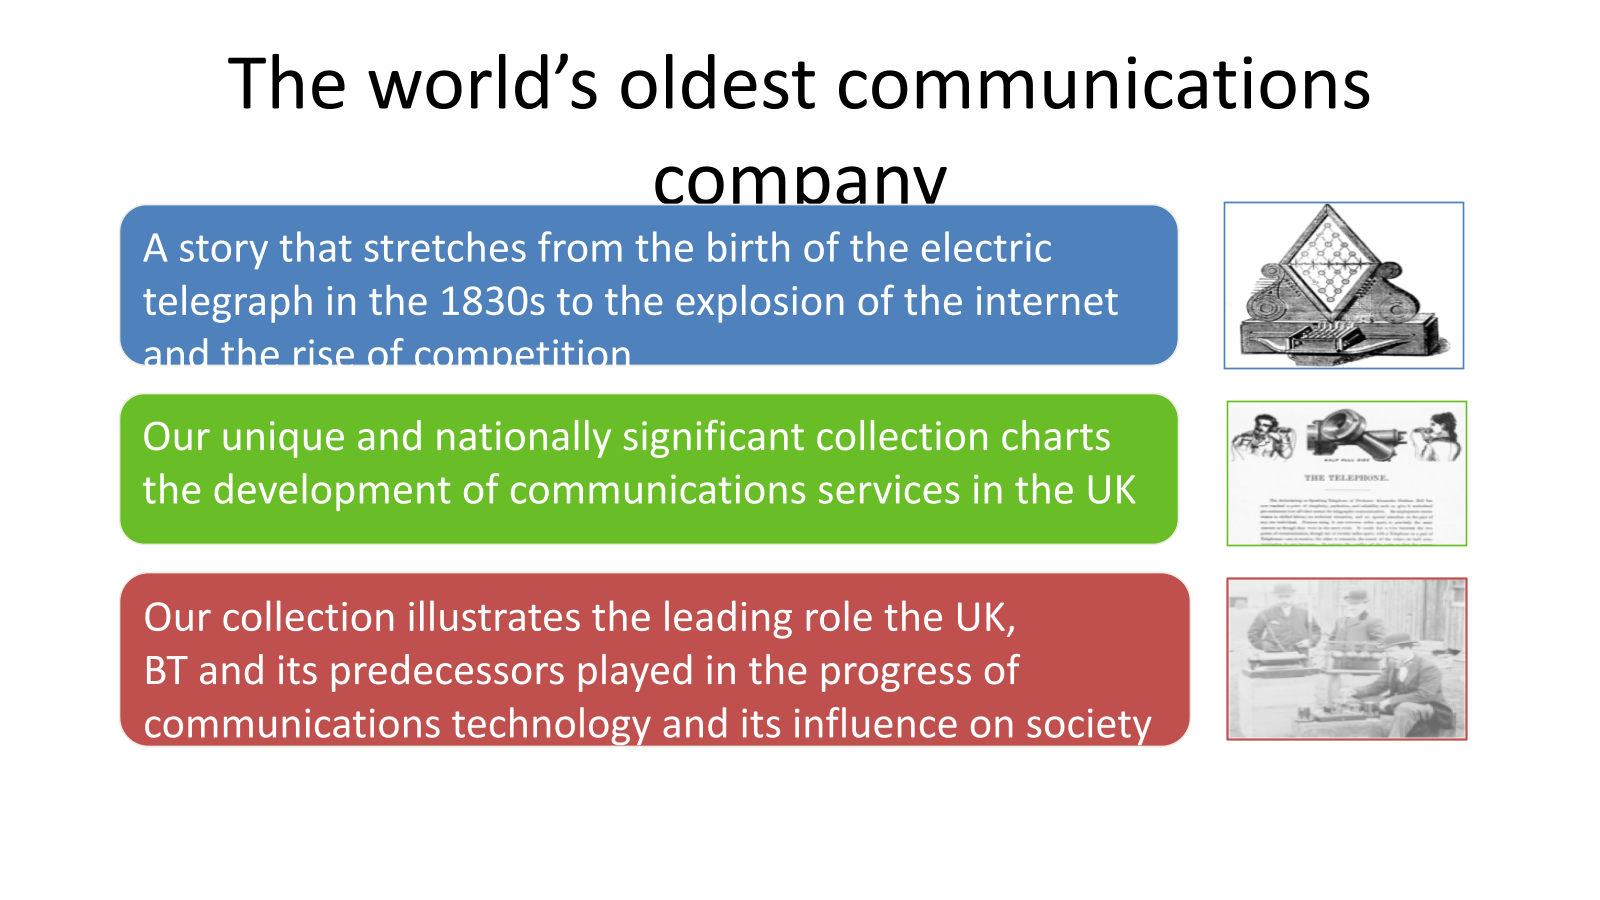 The world’s oldest communications
company
A story that stretches from the birth of the electric
telegraph in the 1830s to the explosion of the internet
and the rise of competition
Our unique and nationally significant collection charts
the development of communications services in the UK
THE TELEPHONE.
Our collection illustrates the leading role the UK,
BT and its predecessors played in the progress of
communications technology and its influence on society